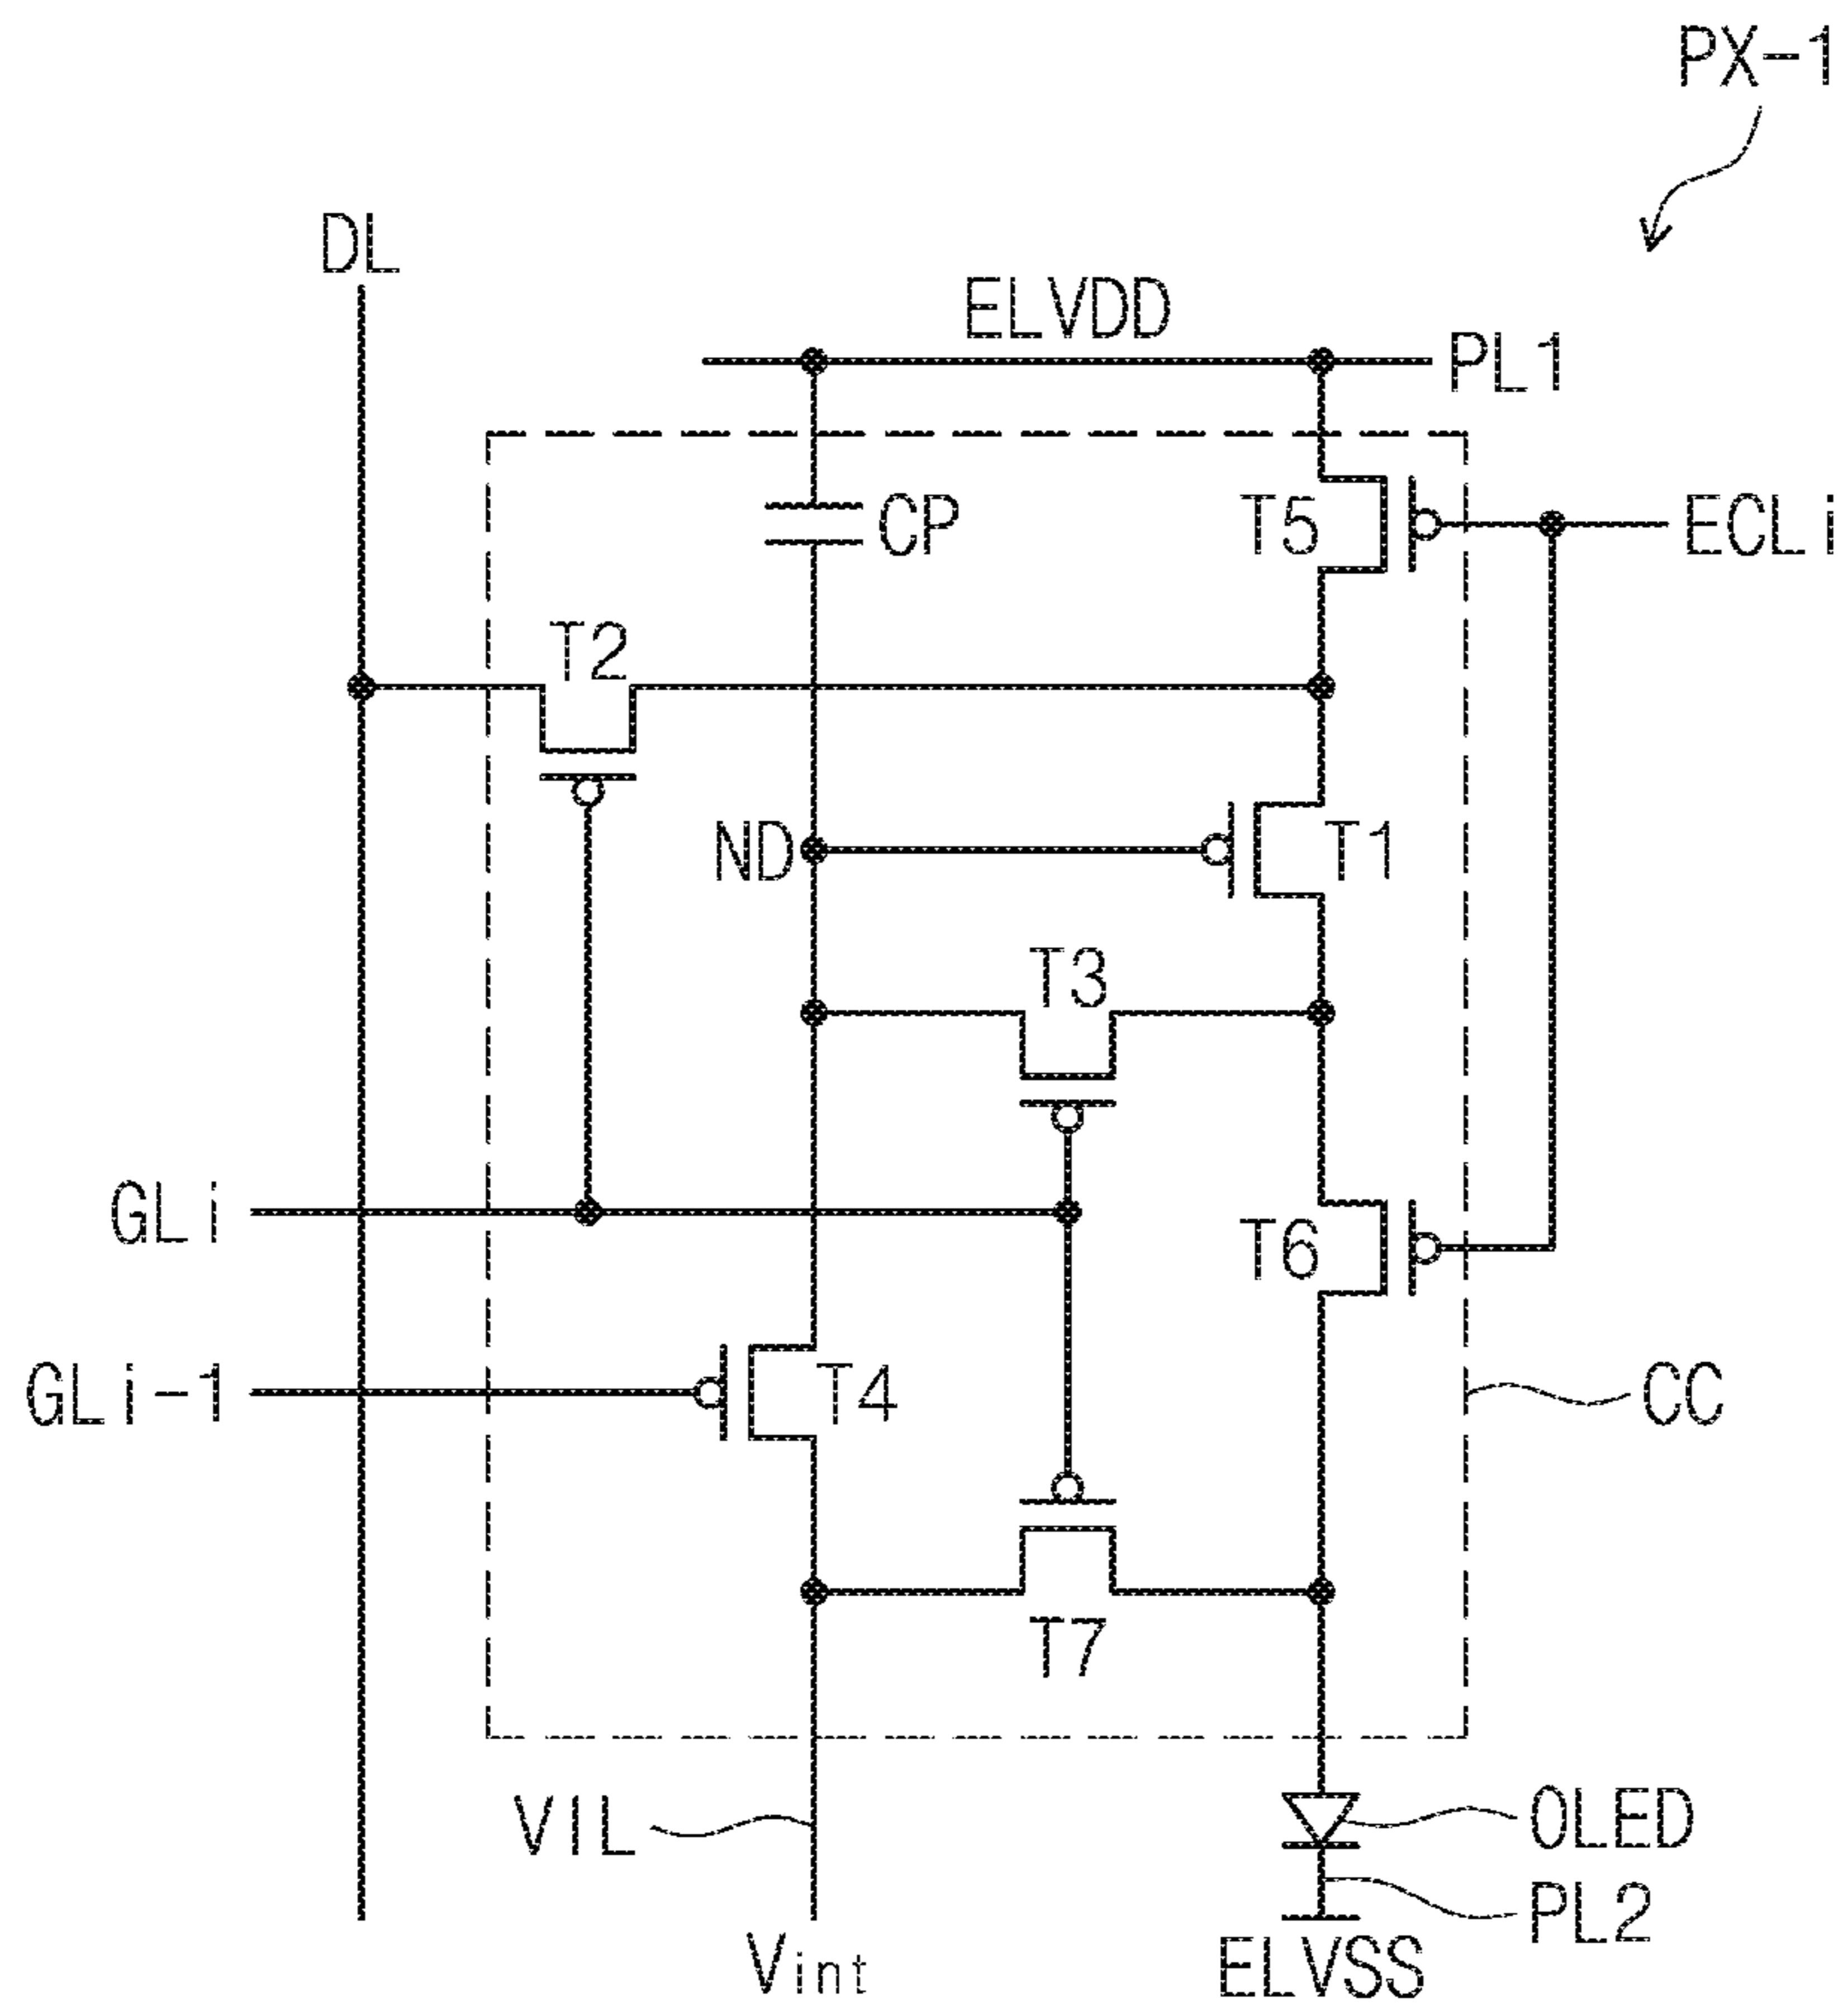 PX-1
DL
ELVDD
PL1
CP
T5
ECLi
T2
ND
T1
T3
GLi
T6
GLi-1
T4
CC
T7
VIL
OLED
PL2
Vint
ELVSS